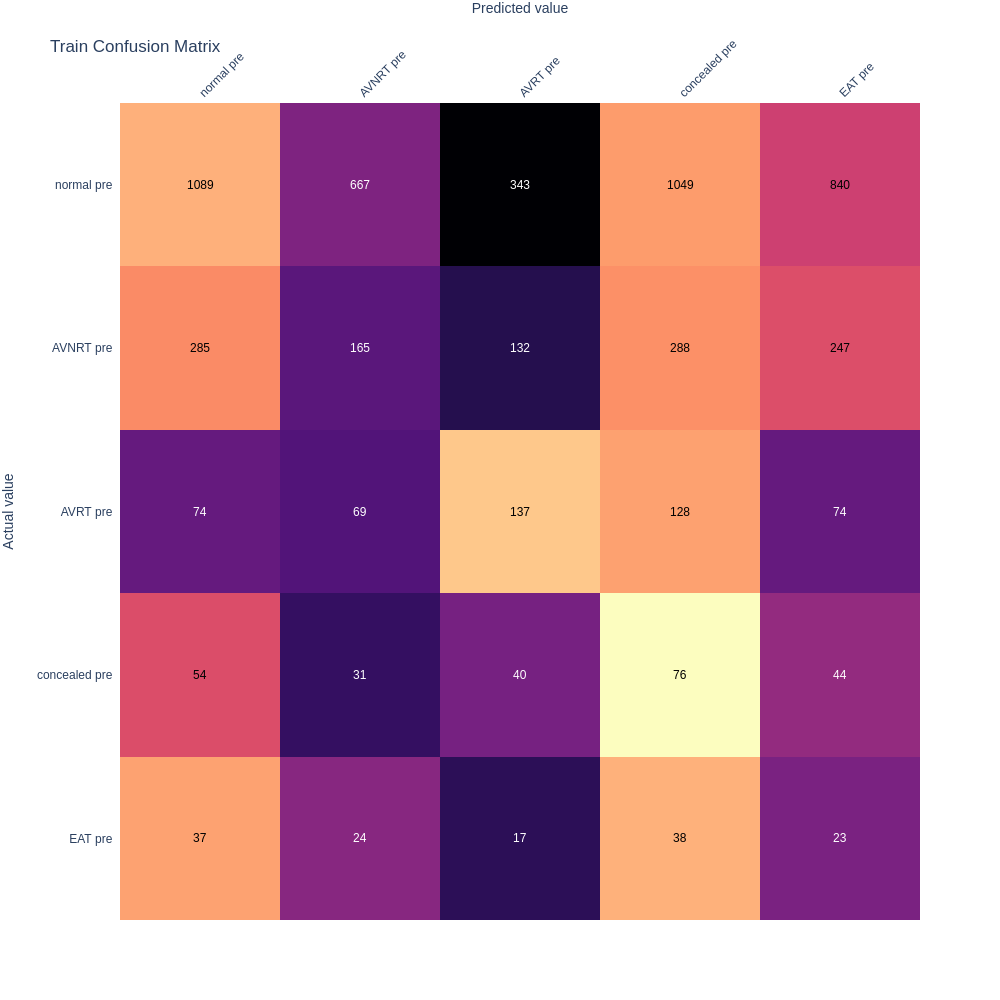 Predicted value
Train Confusion Matrix
normal pre AVNRT pre AVRT pre concealed pre EAT pre
normal pre 1089 667 343 1049 840
AVNRT pre 285 165 132 288 247
AVRT pre 74 69 137 128 74
concealed pre 54 31 40 76 44
EAT pre 37 24 17 38 23
Actual value